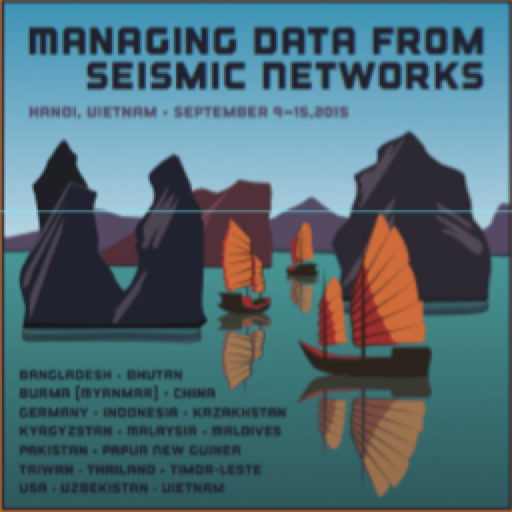 MANAGING DATA FROM
SEISMIC NETWORKS
HANOI, VIETNAM • SEPTEMBER 9–15, 2015
BANGLADESH • BHUTAN
BURMA [MYANMAR] • CHINA
GERMANY • INDONESIA • KAZAKHSTAN
KYRGYZSTAN • MALAYSIA • MALDIVES
PAKISTAN • PAPUA NEW GUINEA
TAIWAN • THAILAND • TIMOR-LESTE
USA • UZBEKISTAN • VIETNAM